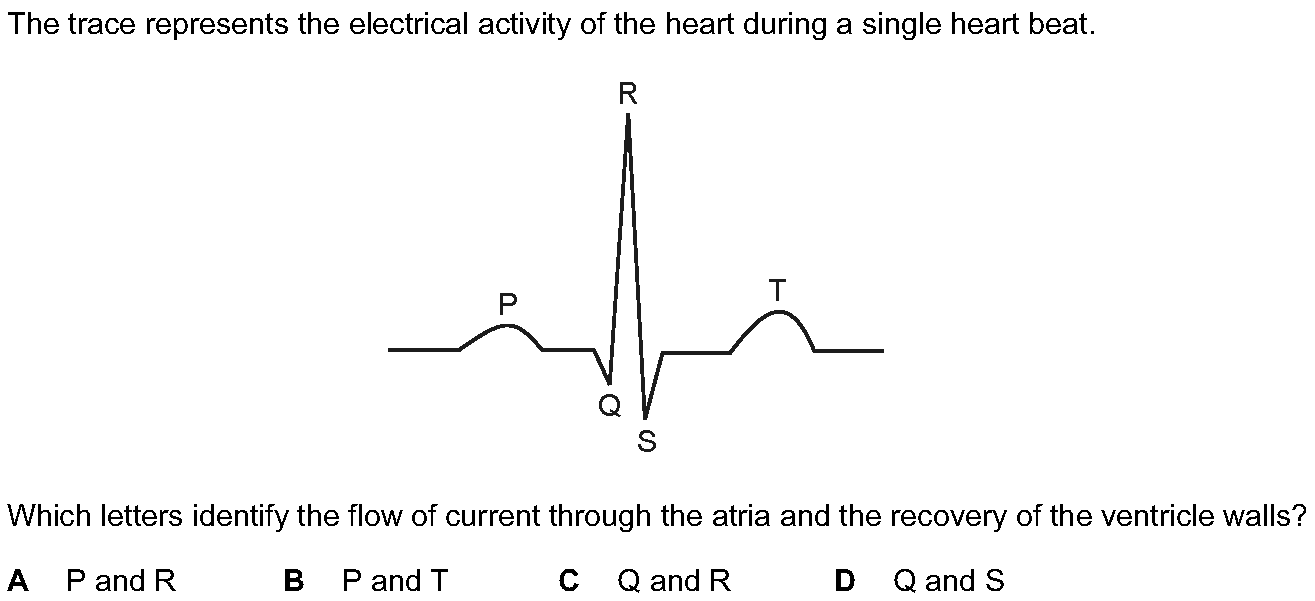 The trace represents the electrical activity of the heart during a single heart beat.
R
P
T
Q
S
Which letters identify the flow of current through the atria and the recovery of the ventricle walls?
A P and R B P and T C Q and R D Q and S